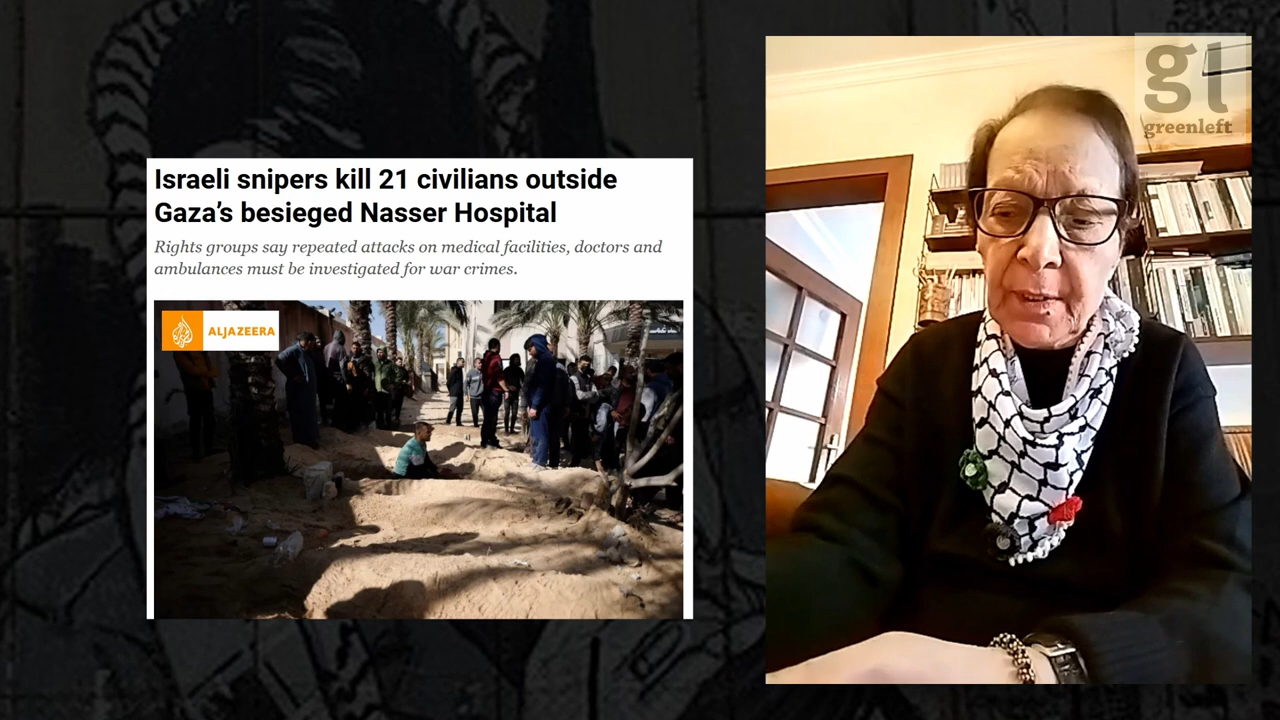 Israeli snipers kill 21 civilians outside
Gaza’s besieged Nasser Hospital
Rights groups say repeated attacks on medical facilities, doctors and
ambulances must be investigated for war crimes.
ALJAZEERA
gl
greenleft